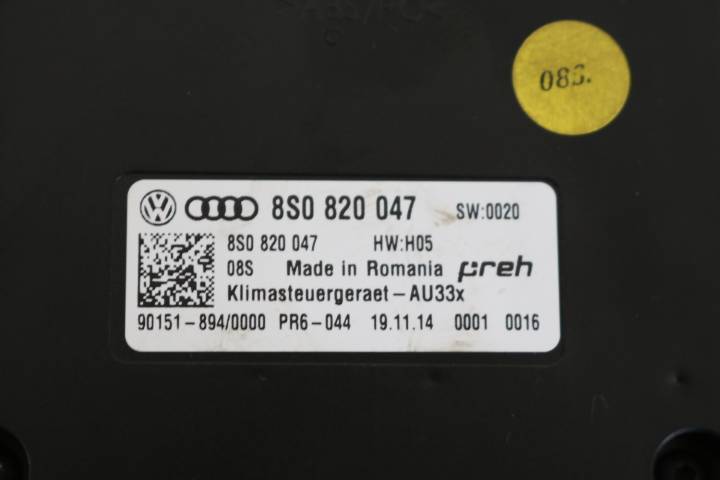 08S.
8S0 820 047 SW:0020
8S0 820 047 HW:H05
08S Made in Romania preh
Klimasteuergeraet-AU33x
90151-894/0000 PR6-044 19.11.14 0001 0016